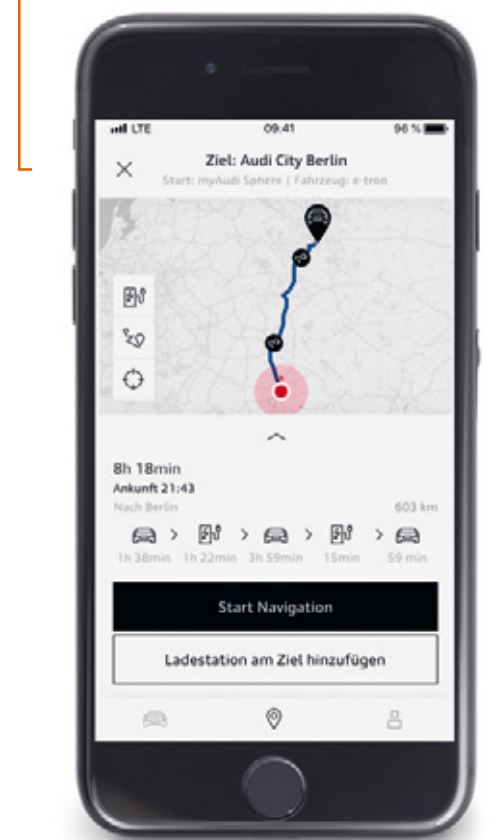 LTE 09:41 96 %
Ziel: Audi City Berlin
Start: myAudi Sphere | Fahrzeug: e-tron
8h 18min
Ankunft 21:43
Nach Berlin 603 km
1h 38min 1h 22min 3h 59min 15min 59 min
Start Navigation
Ladestation am Ziel hinzufügen